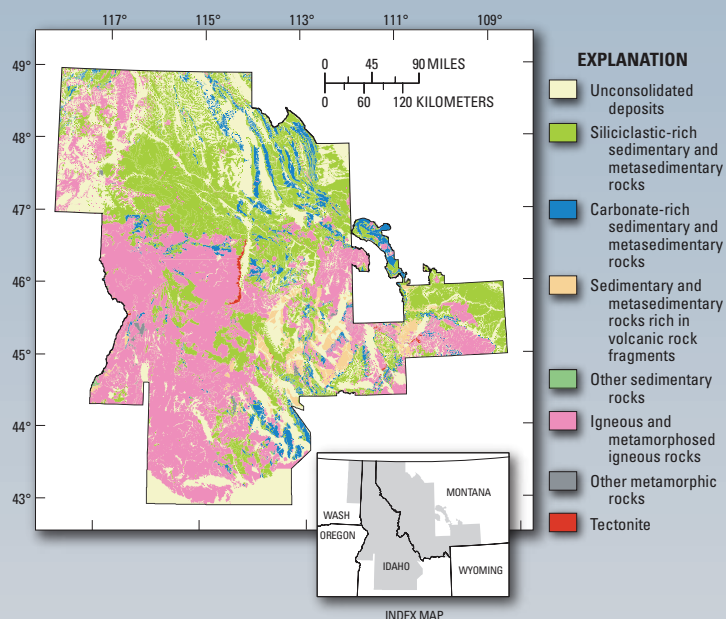 117° 115° 113° 111° 109°
49°
48°
47°
46°
45°
44°
43°
0 45 90 MILES
0 60 120 KILOMETERS
EXPLANATION
Unconsolidated
deposits
Siliciclastic-rich
sedimentary and
metasedimentary
rocks
Carbonate-rich
sedimentary and
metasedimentary
rocks
Sedimentary and
metasedimentary
rocks rich in
volcanic rock
fragments
Other sedimentary
rocks
Igneous and
metamorphosed
igneous rocks
Other metamorphic
rocks
Tectonite
MONTANA
WASH
OREGON
IDAHO
WYOMING
INDEX MAP